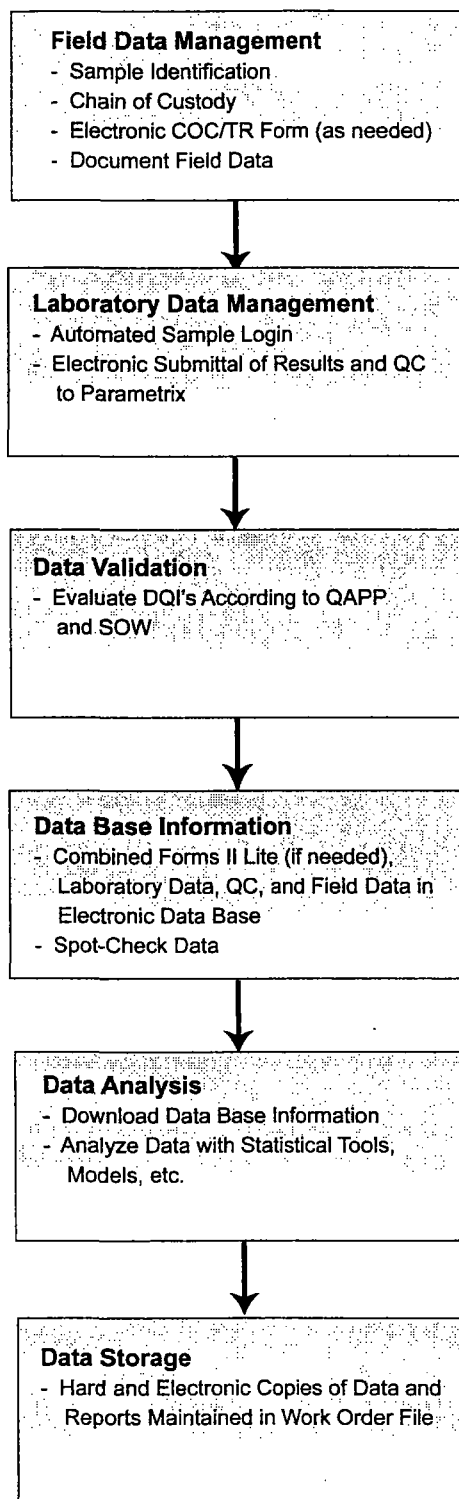 Field Data Management
- Sample Identification
- Chain of Custody
- Electronic COC/TR Form (as needed)
- Document Field Data
Laboratory Data Management
- Automated Sample Login
- Electronic Submittal of Results and QC
to Parametrix
Data Validation
- Evaluate DQI's According to QAPP
and SOW
Data Base Information
- Combined Forms II Lite (if needed),
Laboratory Data, QC, and Field Data in
Electronic Data Base
- Spot-Check Data
Data Analysis
- Download Data Base Information
- Analyze Data with Statistical Tools,
Models, etc.
Data Storage
- Hard and Electronic Copies of Data and
Reports Maintained in Work Order File